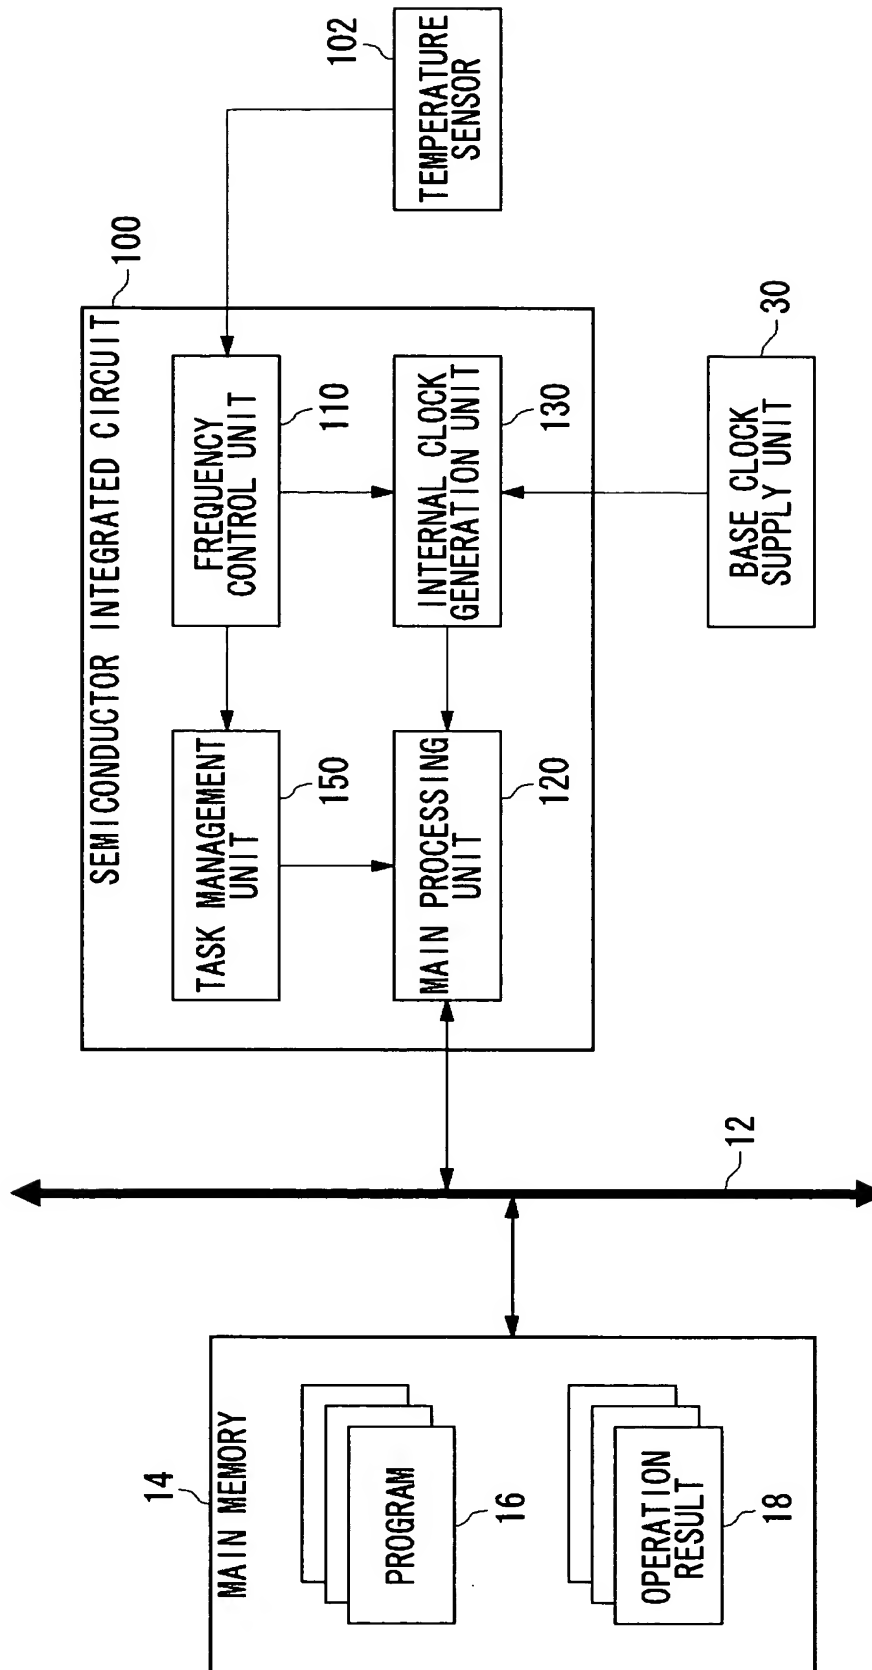 14
MAIN MEMORY
PROGRAM
16
OPERATION
RESULT
18
12
SEMICONDUCTOR INTEGRATED CIRCUIT
100
TASK MANAGEMENT
UNIT
150
FREQUENCY
CONTROL UNIT
110
MAIN PROCESSING
UNIT
120
INTERNAL CLOCK
GENERATION UNIT
130
102
TEMPERATURE
SENSOR
30
BASE CLOCK
SUPPLY UNIT